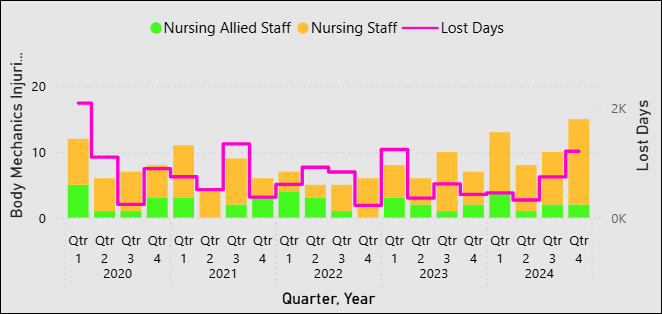 Nursing Allied Staff Nursing Staff Lost Days
Body Mechanics Injuri...
20
10
0
2K
0K
Lost Days
Qtr 1 Qtr 2 Qtr 3 Qtr 4 Qtr 1 Qtr 2 Qtr 3 Qtr 4 Qtr 1 Qtr 2 Qtr 3 Qtr 4 Qtr 1 Qtr 2 Qtr 3 Qtr 4 Qtr 1 Qtr 2 Qtr 3 Qtr 4
2020 2021 2022 2023 2024
Quarter, Year